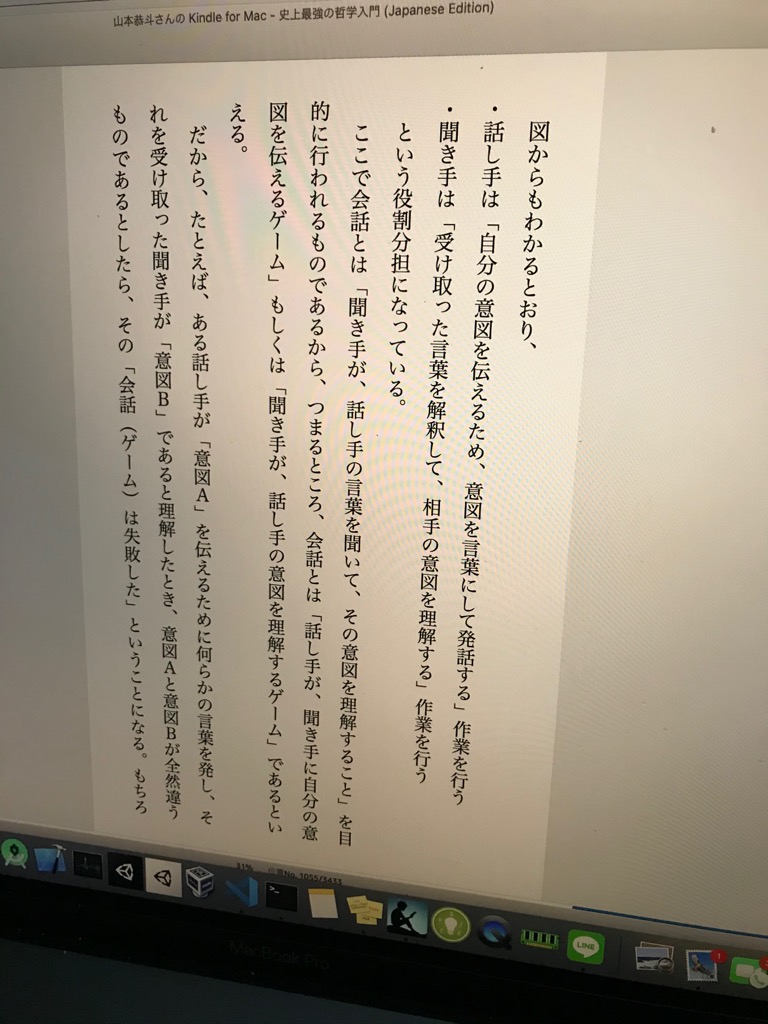 山本恭斗さんの Kindle for Mac - 史上最強の哲学入門 (Japanese Edition)
図からもわかるとおり、
・話し手は「自分の意図を伝えるため、意図を言葉にして発話する」作業を行う
・聞き手は「受け取った言葉を解釈して、相手の意図を理解する」作業を行う
という役割分担になっている。
ここで会話とは「聞き手が、話し手の言葉を聞いて、その意図を理解すること」を目
的に行われるものであるから、つまるところ、会話とは「話し手が、聞き手に自分の意
図を伝えるゲーム」もしくは「聞き手が、話し手の意図を理解するゲーム」であるとい
える。
だから、たとえば、ある話し手が「意図A」を伝えるために何らかの言葉を発し、そ
れを受け取った聞き手が「意図B」であると理解したとき、意図Aと意図Bが全然違う
ものであるとしたら、その「会話（ゲーム）は失敗した」ということになる。もちろ
31% 位置No. 1055/3433
LINE
1
MacBook Pro